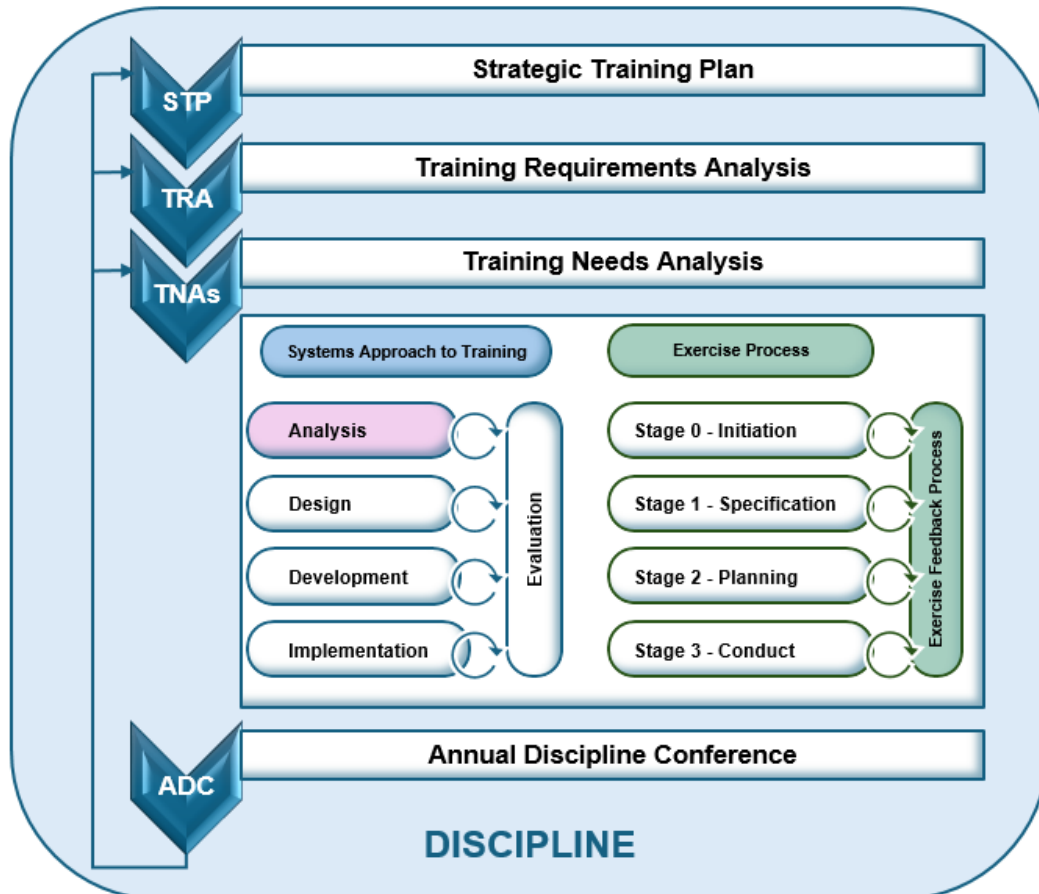 STP
Strategic Training Plan
TRA
Training Requirements Analysis
TNAs
Training Needs Analysis
Systems Approach to Training
Exercise Process
Analysis
Design
Development
Implementation
Evaluation
Stage 0 - Initiation
Stage 1 - Specification
Stage 2 - Planning
Stage 3 - Conduct
Exercise Feedback Process
ADC
Annual Discipline Conference
DISCIPLINE